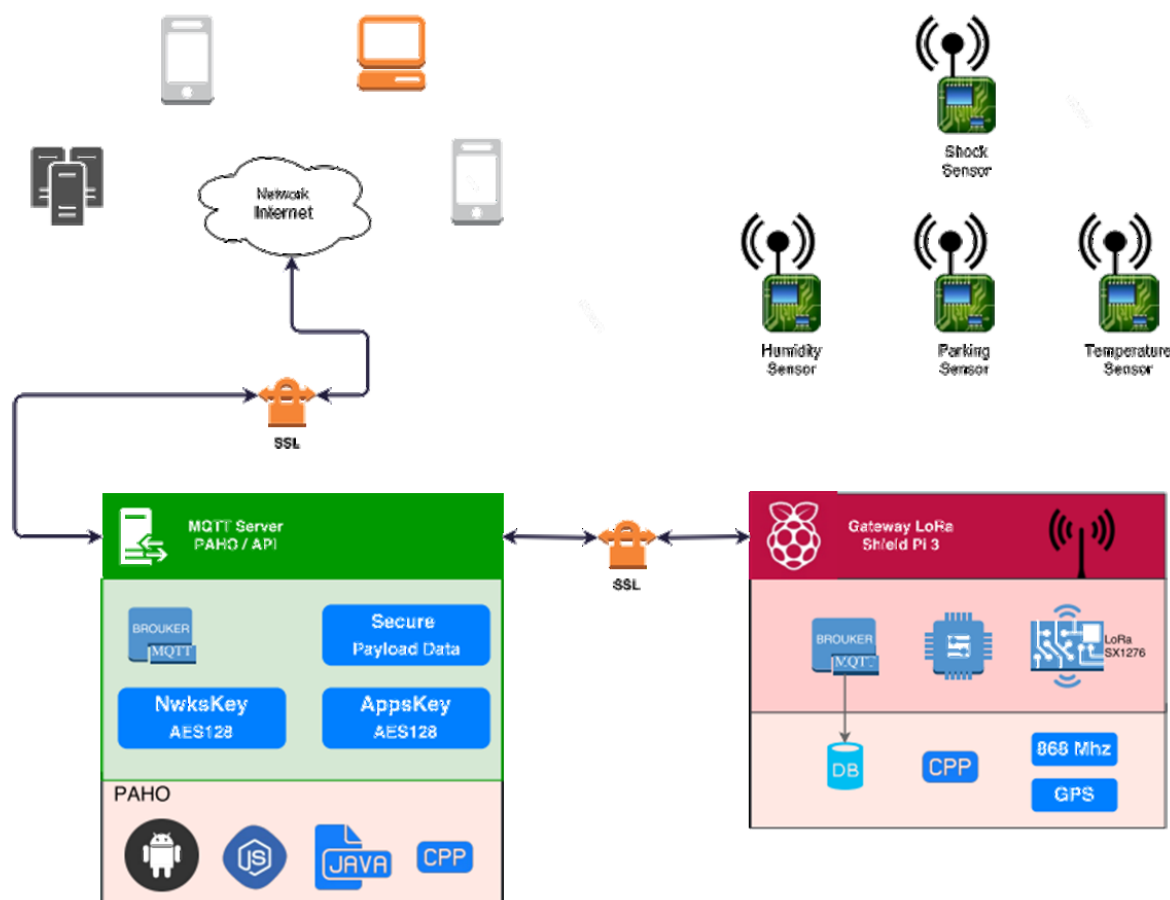 Shock
Sensor
Network
Internet
Humidity
Sensor
Parking
Sensor
Temperature
Sensor
SSL
MQTT Server
PAHO / API
SSL
Gateway LoRa
Shield Pi 3
BROUKER
MQTT
Secure
Payload Data
NwksKey
AES128
AppsKey
AES128
BROUKER
MQTT
LoRa
SX1276
DB
CPP
868 Mhz
GPS
PAHO
JS
JAVA
CPP